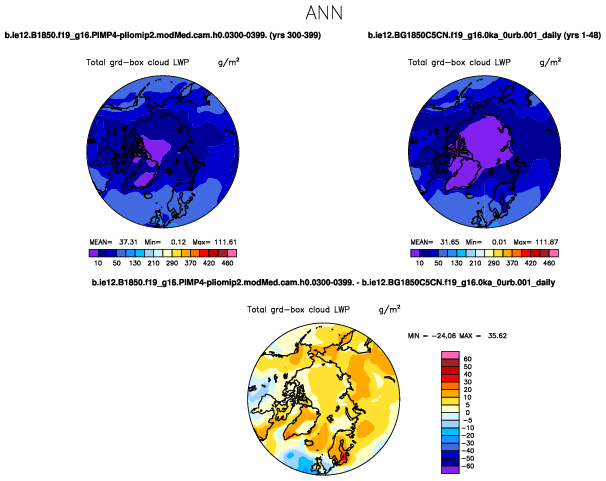 ANN
b.ie12.B1850.f19_g16.PIMP4-pliomip2.modMed.cam.h0.0300-0399. (yrs 300-399)
b.ie12.BG1850C5CN.f19_g16.0ka_0urb.001_daily (yrs 1-48)
Total grd-box cloud LWP g/m²
Total grd-box cloud LWP g/m²
MEAN= 37.31 Min= 0.12 Max= 111.61
MEAN= 31.65 Min= 0.01 Max= 111.87
10 50 130 210 290 370 420 460
10 50 130 210 290 370 420 460
b.ie12.B1850.f19_g16.PIMP4-pliomip2.modMed.cam.h0.0300-0399. - b.ie12.BG1850C5CN.f19_g16.0ka_0urb.001_daily
Total grd-box cloud LWP g/m²
MIN = -24.06 MAX = 35.62
60
50
40
30
20
10
5
0
-5
-10
-20
-30
-40
-50
-60